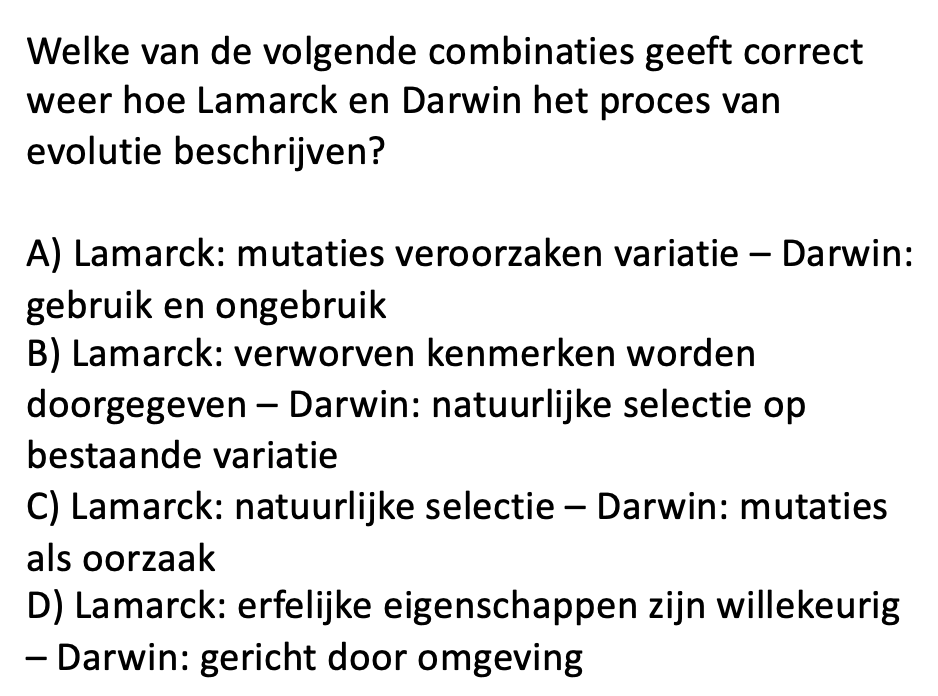 Welke van de volgende combinaties geeft correct
weer hoe Lamarck en Darwin het proces van
evolutie beschrijven?
A) Lamarck: mutaties veroorzaken variatie – Darwin:
gebruik en ongebruik
B) Lamarck: verworven kenmerken worden
doorgegeven – Darwin: natuurlijke selectie op
bestaande variatie
C) Lamarck: natuurlijke selectie – Darwin: mutaties
als oorzaak
D) Lamarck: erfelijke eigenschappen zijn willekeurig
– Darwin: gericht door omgeving